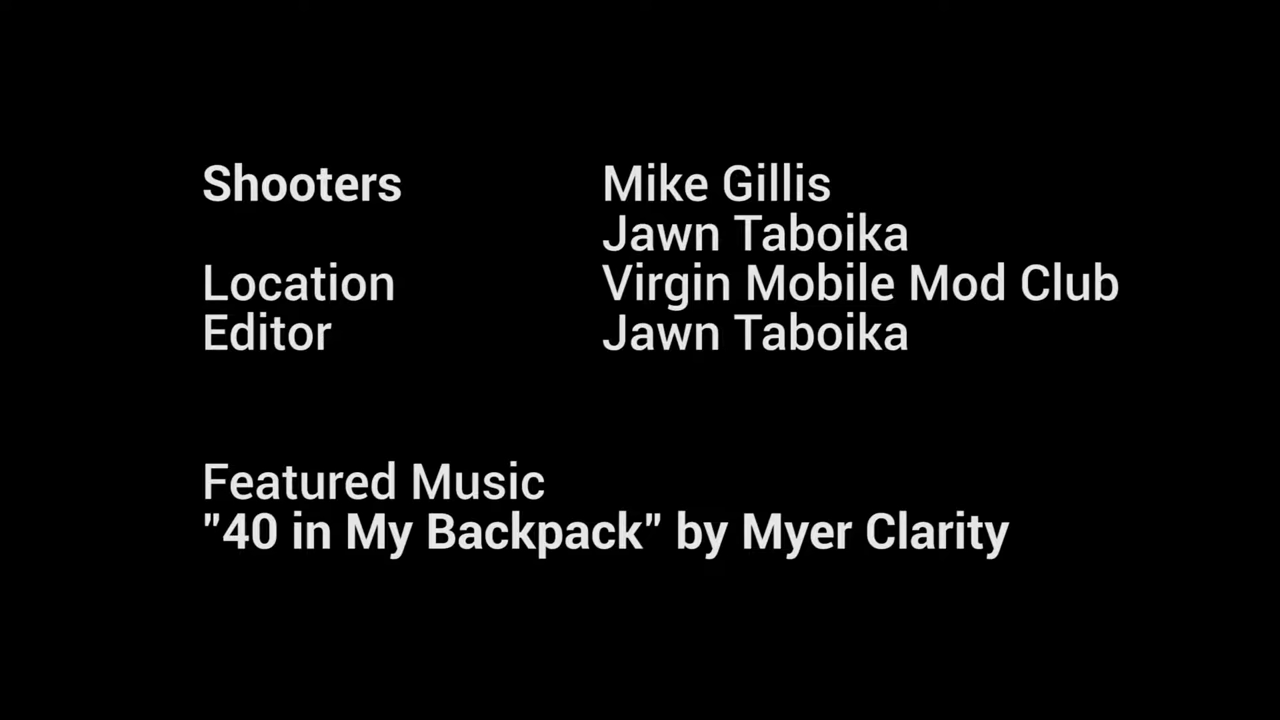 Shooters Mike Gillis
Jawn Taboika
Location Virgin Mobile Mod Club
Editor Jawn Taboika
Featured Music
"40 in My Backpack" by Myer Clarity